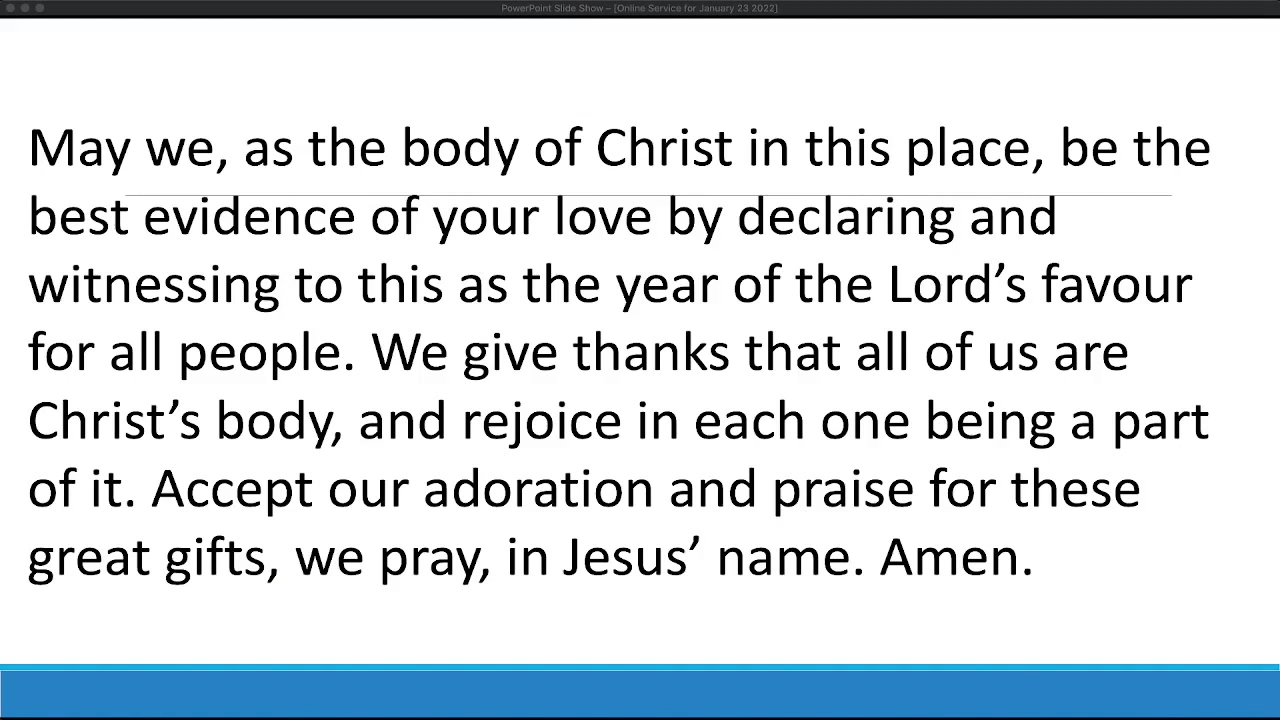 PowerPoint Slide Show – [Online Service for January 23 2022]
May we, as the body of Christ in this place, be the
best evidence of your love by declaring and
witnessing to this as the year of the Lord’s favour
for all people. We give thanks that all of us are
Christ’s body, and rejoice in each one being a part
of it. Accept our adoration and praise for these
great gifts, we pray, in Jesus’ name. Amen.